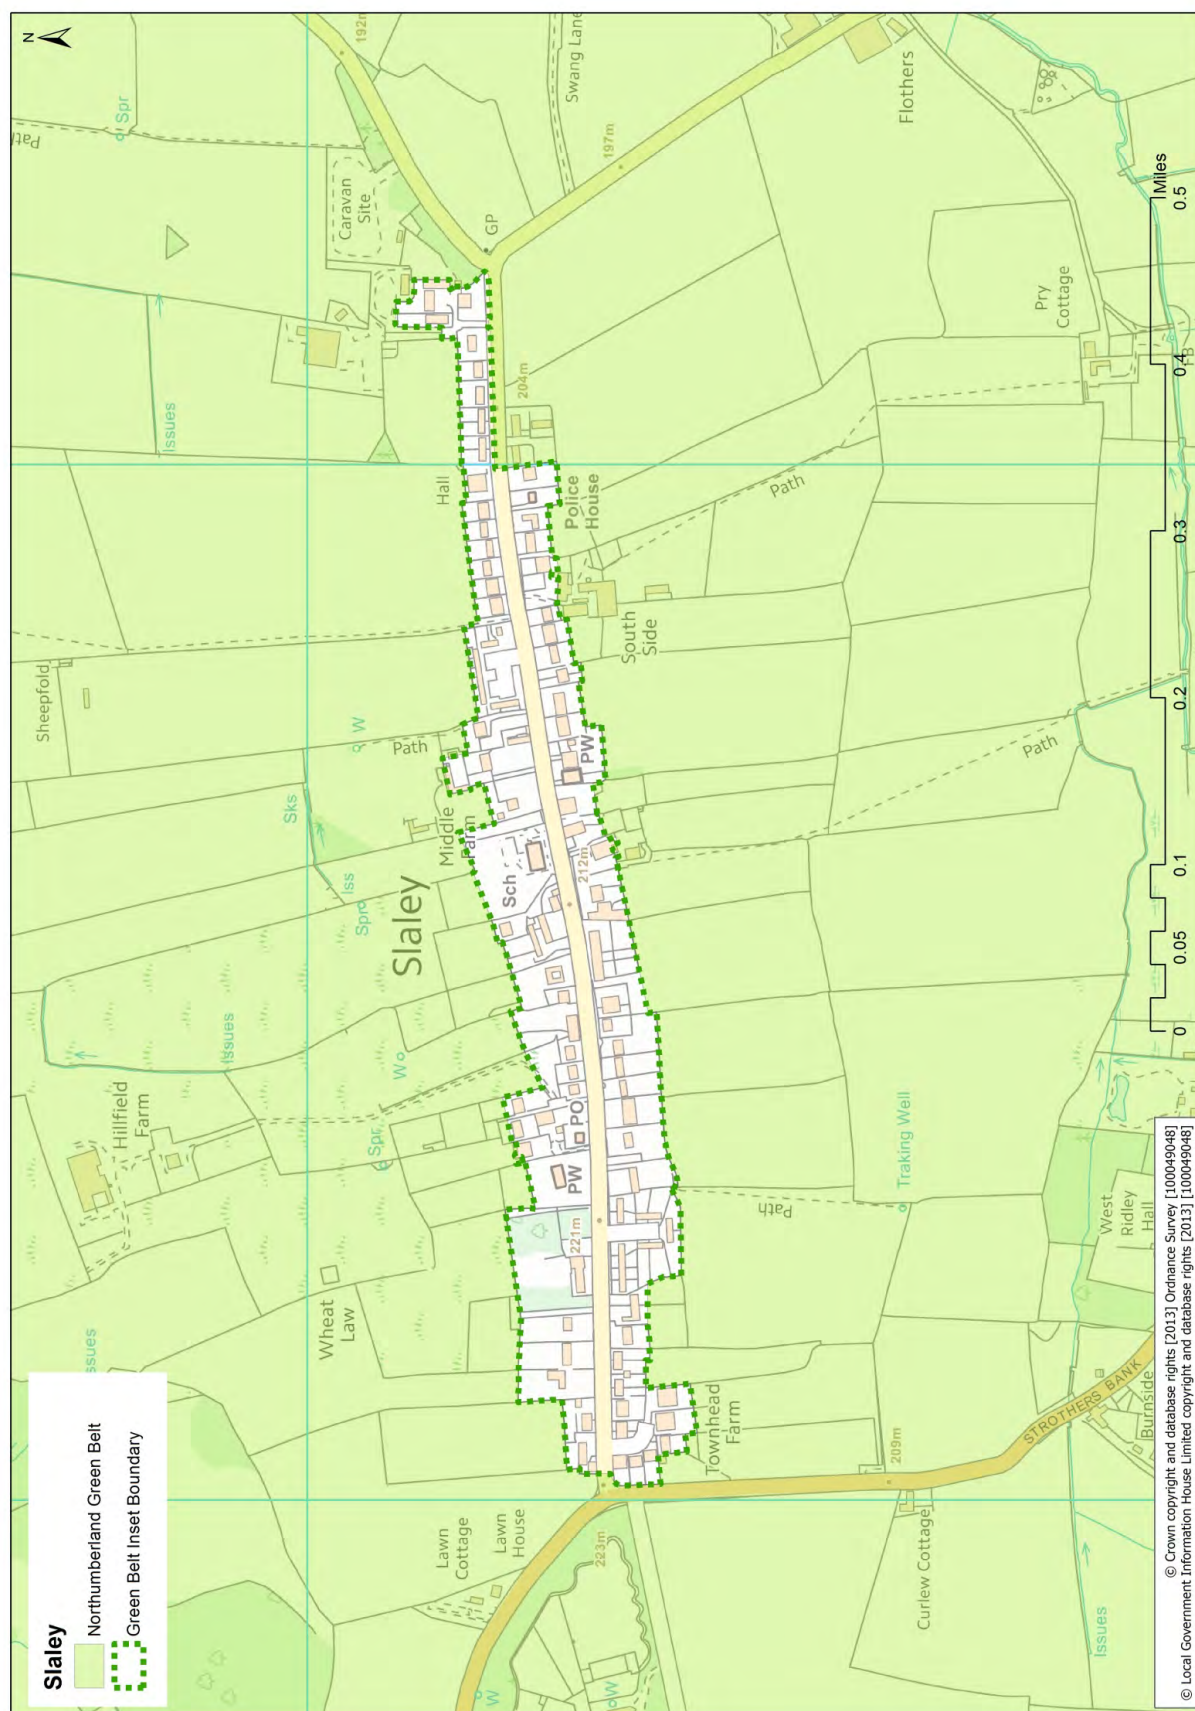 Slaley
Northumberland Green Belt
Green Belt Inset Boundary
N
Issues
Hillfield
Farm
Sheepfold
Path
Spr
Issues
192m
Issues
Sks
Iss
Spr
W
W
Spr
Path
Caravan
Site
Wheat
Law
Slaley
Middle
Farm
Hall
Lawn
Cottage
Lawn
House
W
W
223m
221m
PW
PO
Sch
212m
PW
204m
GP
Swang Lane
197m
Police
House
South
Side
Townhead
Farm
Path
Traking Well
Path
Path
Flothers
Pry
Cottage
209m
Curlew Cottage
STROTHERS BANK
Burnside
West
Ridley
Hall
Issues
0
0.05
0.1
0.2
0.3
0.4
0.5
Miles
© Crown copyright and database rights [2013] Ordnance Survey [100049048]
© Local Government Information House Limited copyright and database rights [2013] [100049048]